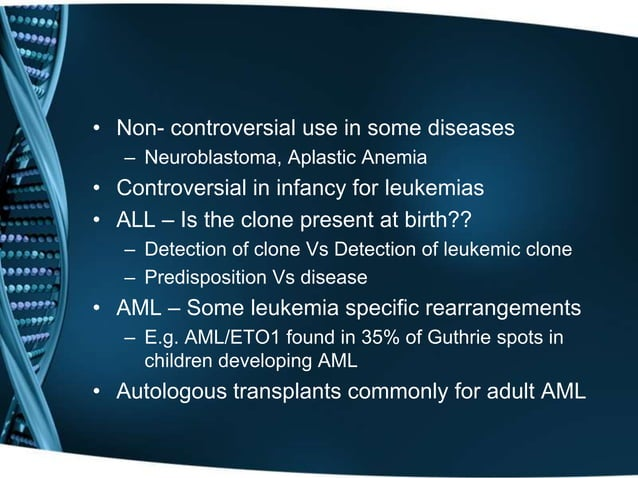 • Non- controversial use in some diseases
– Neuroblastoma, Aplastic Anemia
• Controversial in infancy for leukemias
• ALL – Is the clone present at birth??
– Detection of clone Vs Detection of leukemic clone
– Predisposition Vs disease
• AML – Some leukemia specific rearrangements
– E.g. AML/ETO1 found in 35% of Guthrie spots in
children developing AML
• Autologous transplants commonly for adult AML